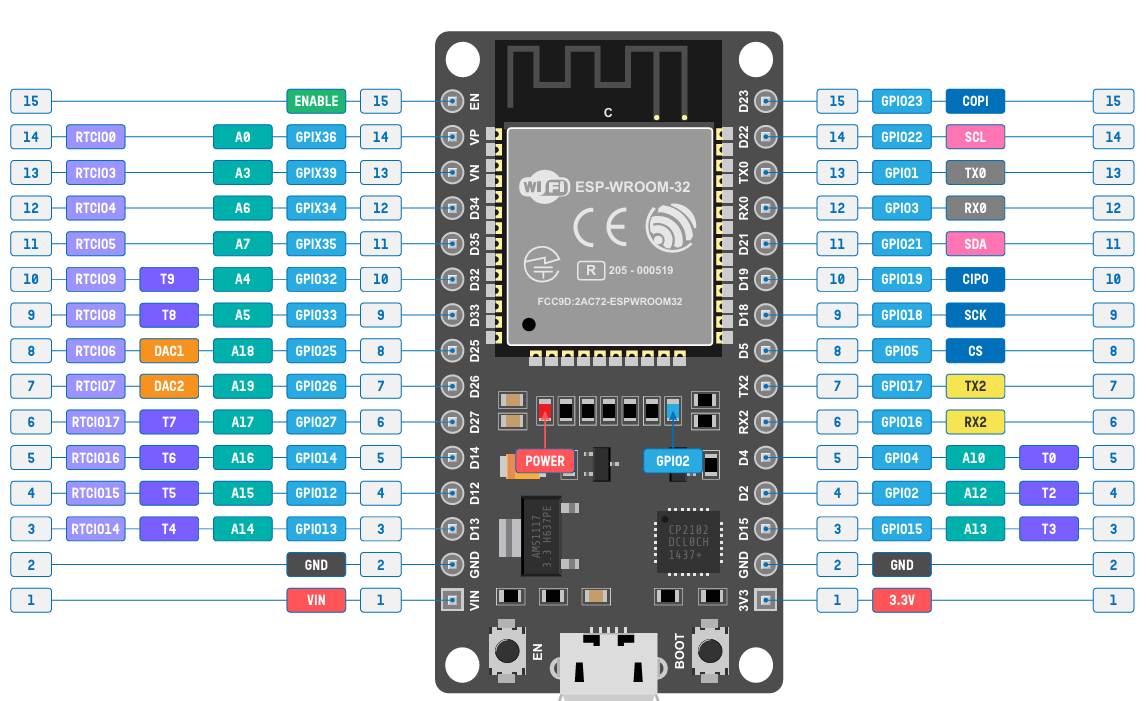 C
15 ENABLE 15 EN D23 15 GPIO23 COPI 15
14 RTCIO0 A0 GPIX36 14 VP D22 14 GPIO22 SCL 14
13 RTCIO3 A3 GPIX39 13 VN TX0 13 GPIO1 TX0 13
WiFi ESP-WROOM-32
12 RTCIO4 A6 GPIX34 12 D34 RX0 12 GPIO3 RX0 12
CE
11 RTCIO5 A7 GPIX35 11 D35 D21 11 GPIO21 SDA 11
R 205 - 000519
10 RTCIO9 T9 A4 GPIO32 10 D32 D19 10 GPIO19 CIPO 10
FCC9D:2AC72-ESPWROOM32
9 RTCIO8 T8 A5 GPIO33 9 D33 D18 9 GPIO18 SCK 9
8 RTCIO6 DAC1 A18 GPIO25 8 D25 D5 8 GPIO5 CS 8
7 RTCIO7 DAC2 A19 GPIO26 7 D26 TX2 7 GPIO17 TX2 7
6 RTCIO17 T7 A17 GPIO27 6 D27 RX2 6 GPIO16 RX2 6
5 RTCIO16 T6 A16 GPIO14 5 D14 POWER GPIO2 D4 5 GPIO4 A10 T0 5
4 RTCIO15 T5 A15 GPIO12 4 D12 D2 4 GPIO2 A12 T2 4
3 RTCIO14 T4 A14 GPIO13 3 D13 D15 3 GPIO15 A13 T3 3
AMS1117
3.3 H637PE
CP2102
DCL0CH
1437+
2 GND 2 GND GND 2 GND 2
1 VIN 1 VIN 3V3 1 3.3V 1
EN BOOT